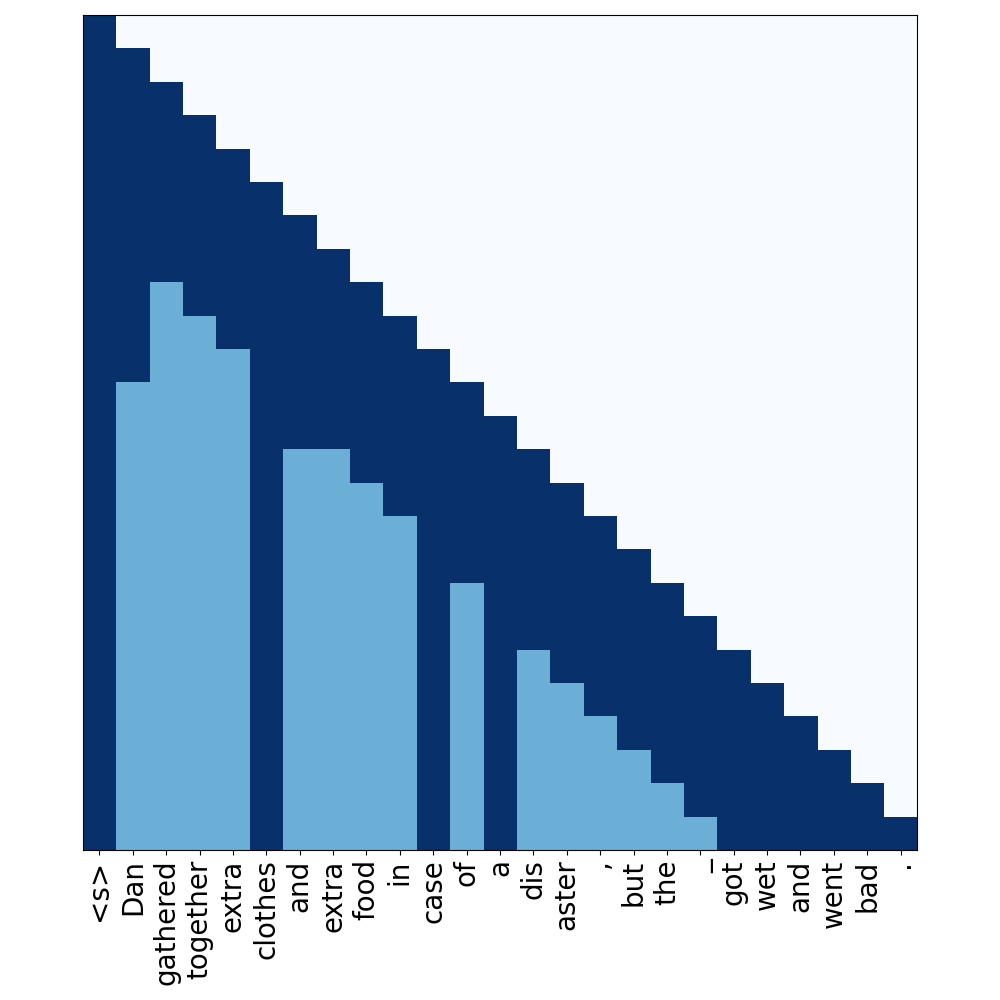 <s> Dan gathered together extra clothes and extra food in case of a dis aster , but the _ got wet and went bad .